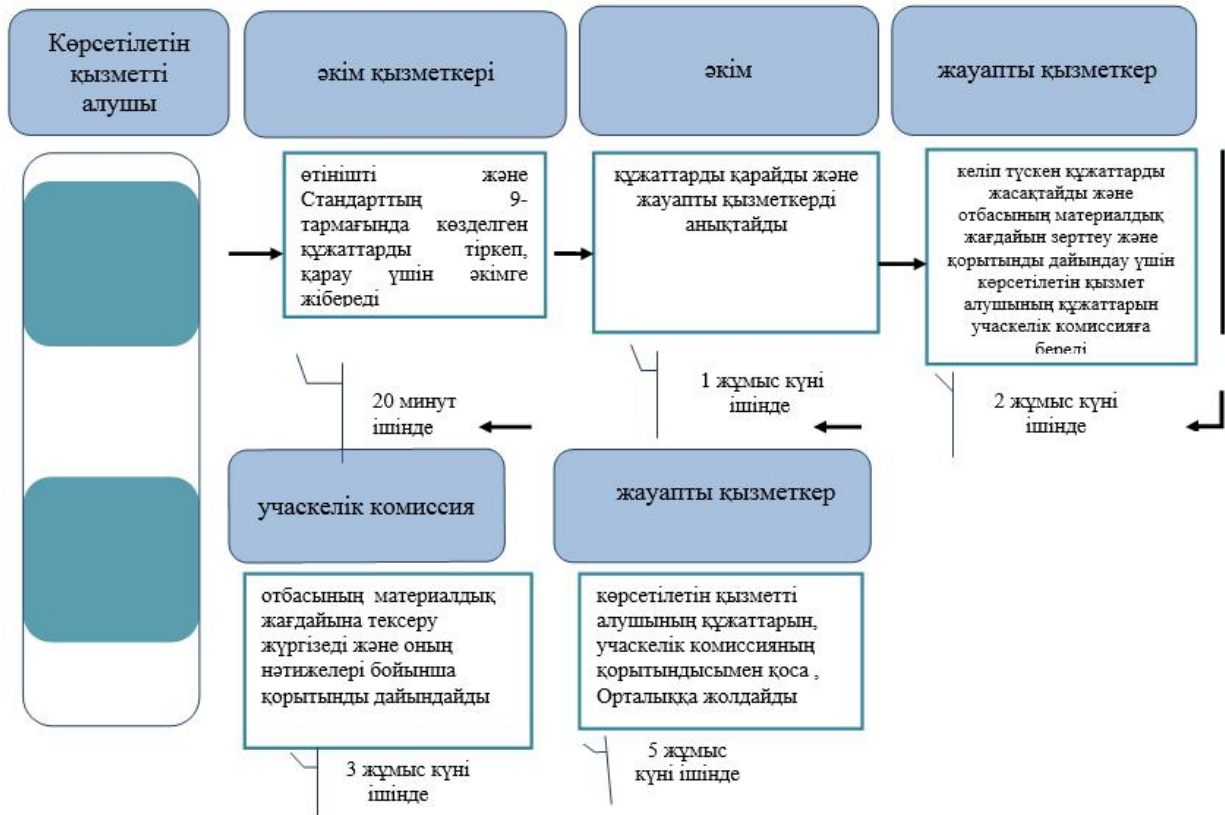 Көрсетілетін
қызметті
алушы
әкім қызметкері
әкім
жауапты қызметкер
өтінішті және
Стандарттың 9-
тармағында көзделген
құжаттарды тіркеп,
қарау үшін әкімге
жібереді
құжаттарды қарайды және
жауапты қызметкерді
анықтайды
келіп түскен құжаттарды
жасақтайды және
отбасының материалдық
жағдайын зерттеу және
қорытынды дайындау үшін
көрсетілетін қызмет
алушының құжаттарын
учаскелік комиссияға
береді
20 минут
ішінде
1 жұмыс күні
ішінде
2 жұмыс күні
ішінде
учаскелік комиссия
жауапты қызметкер
отбасының материалдық
жағдайына тексеру
жүргізеді және оның
нәтижелері бойынша
қорытынды дайындайды
көрсетілетін қызметті
алушының құжаттарын,
учаскелік комиссияның
қорытындысымен қоса ,
Орталыққа жолдайды
3 жұмыс күні
ішінде
5 жұмыс
күні ішінде